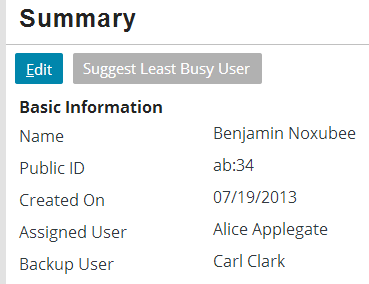 Summary
Edit Suggest Least Busy User
Basic Information
Name Benjamin Noxubee
Public ID ab:34
Created On 07/19/2013
Assigned User Alice Applegate
Backup User Carl Clark